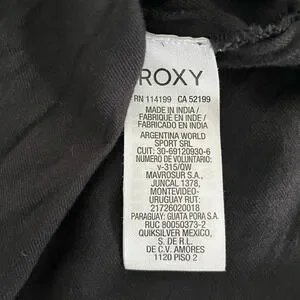 ROXY
RN 114199 CA 52199
MADE IN INDIA /
FABRIQUE EN INDE /
FABRICADO EN INDIA
ARGENTINA WORLD
SPORT SRL
CUIT: 30-69120930-6
NUMERO DE VOLUNTARIO:
v-315/QW
MAVROSUR S.A.,
JUNCAL 1378,
MONTEVIDEO-
URUGUAY RUT:
21726020018
PARAGUAY: GUATA PORA S.A.
RUC 80050373-2
QUIKSILVER MEXICO,
S. DE R.L.
DE C.V. AMORES
1120 PISO 2